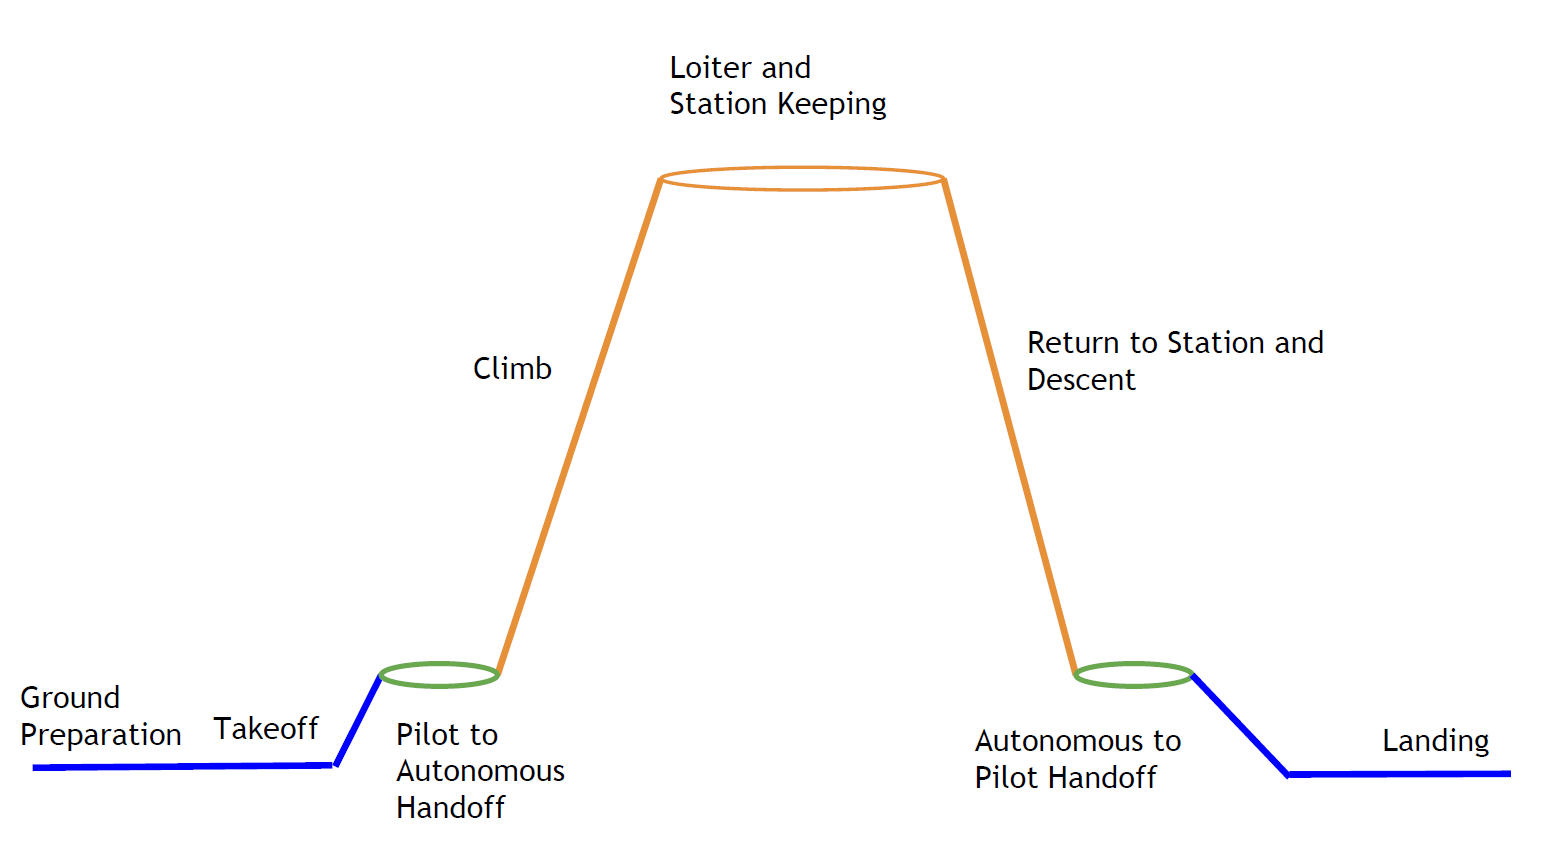 Loiter and
Station Keeping
Climb
Return to Station and
Descent
Ground
Preparation
Takeoff
Pilot to
Autonomous
Handoff
Autonomous to
Pilot Handoff
Landing